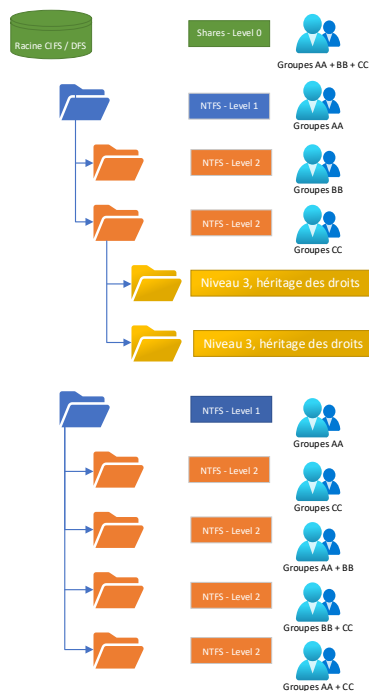 Racine CIFS / DFS
Shares - Level 0
Groupes AA + BB + CC
NTFS - Level 1
Groupes AA
NTFS - Level 2
Groupes BB
NTFS - Level 2
Groupes CC
Niveau 3, héritage des droits
Niveau 3, héritage des droits
NTFS - Level 1
Groupes AA
NTFS - Level 2
Groupes CC
NTFS - Level 2
Groupes AA + BB
NTFS - Level 2
Groupes BB + CC
NTFS - Level 2
Groupes AA + CC